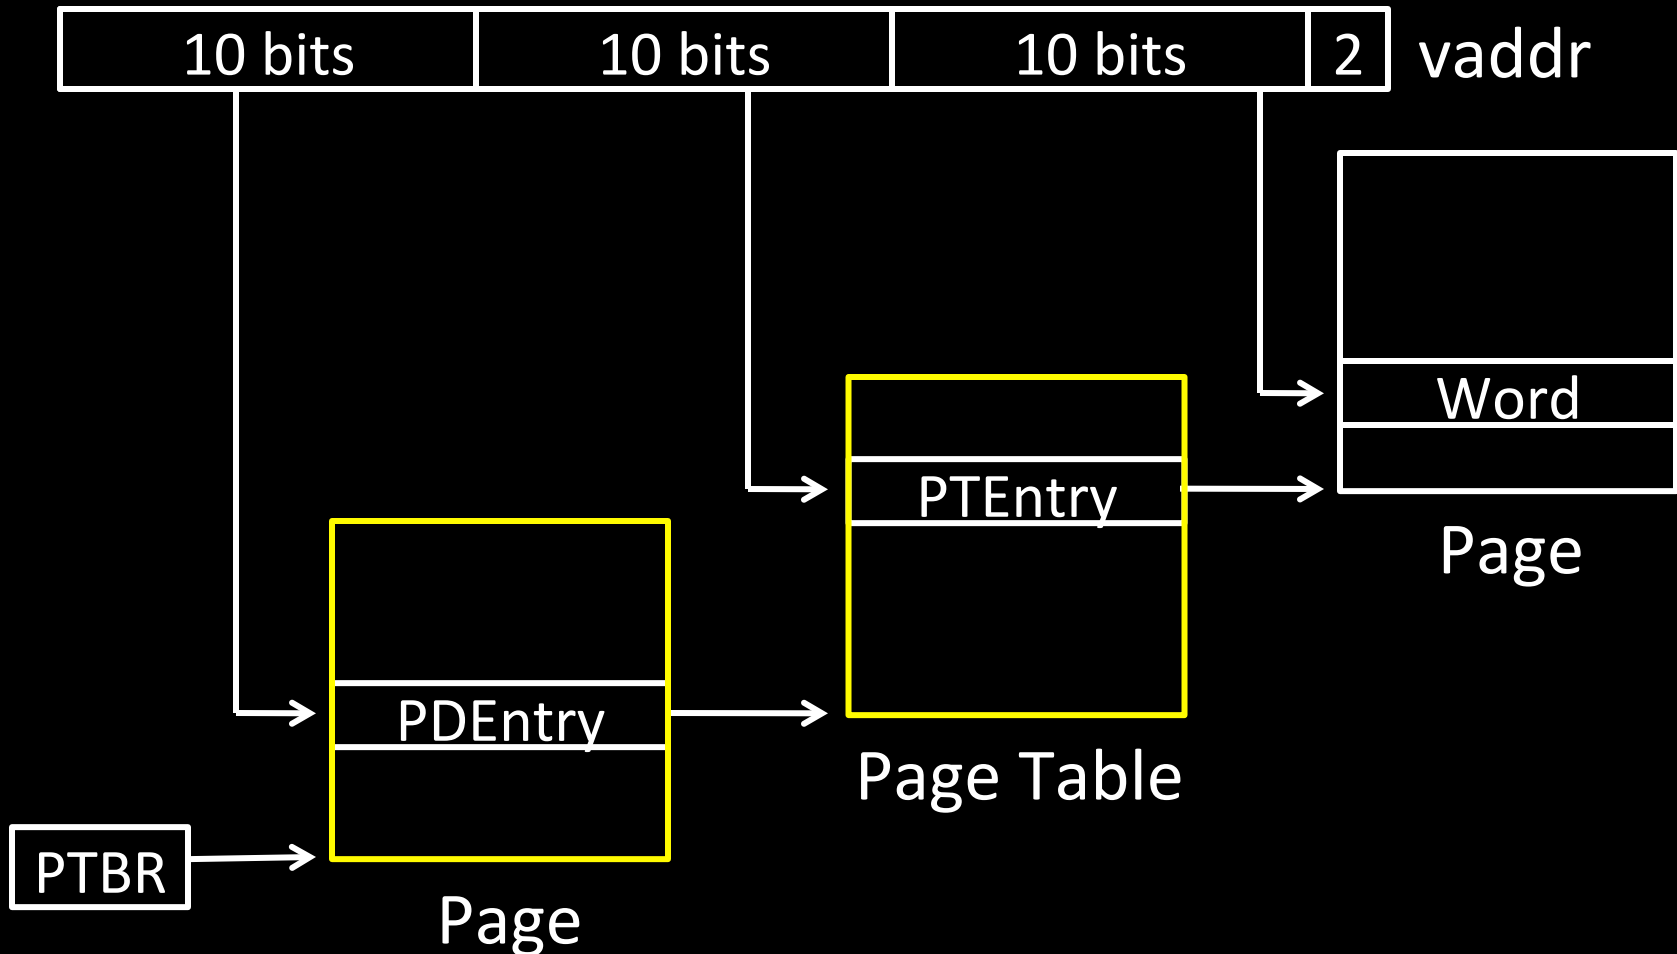 10 bits 10 bits 10 bits 2 vaddr
Word
PTEntry
Page
PDEntry
Page Table
PTBR
Page